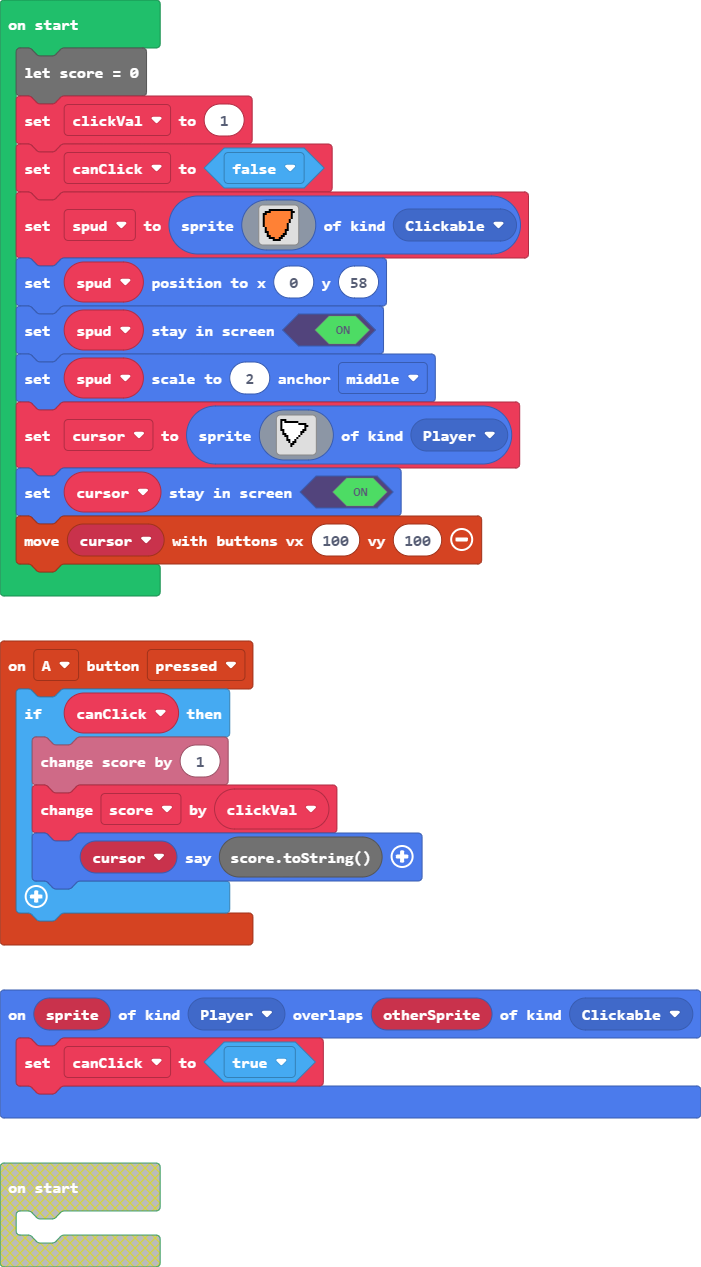 on start
let score = 0
set clickVal to 1
set canClick to false
set spud to sprite of kind Clickable
set spud position to x 0 y 58
set spud stay in screen ON
set spud scale to 2 anchor middle
set cursor to sprite of kind Player
set cursor stay in screen ON
move cursor with buttons vx 100 vy 100
on A button pressed
if canClick then
change score by 1
change score by clickVal
cursor say score.toString()
on sprite of kind Player overlaps otherSprite of kind Clickable
set canClick to true
on start